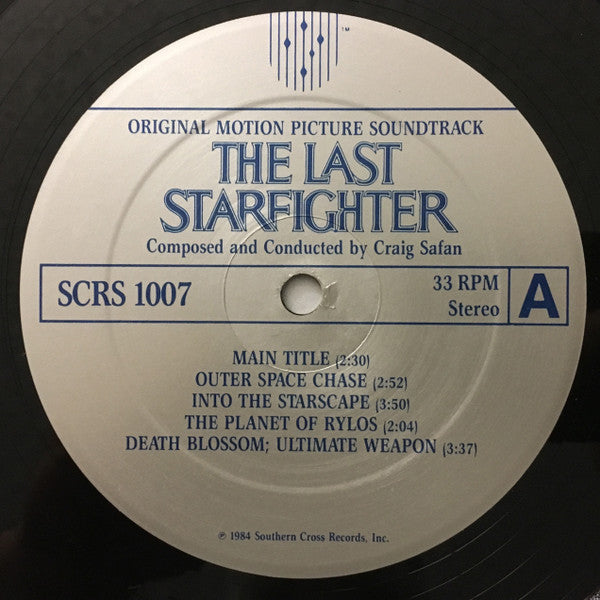 ™
ORIGINAL MOTION PICTURE SOUNDTRACK
THE LAST
STARFIGHTER
Composed and Conducted by Craig Safan
SCRS 1007
33 RPM
Stereo
A
MAIN TITLE (2:30)
OUTER SPACE CHASE (2:52)
INTO THE STARSCAPE (3:50)
THE PLANET OF RYLOS (2:04)
DEATH BLOSSOM; ULTIMATE WEAPON (3:37)
℗ 1984 Southern Cross Records, Inc.